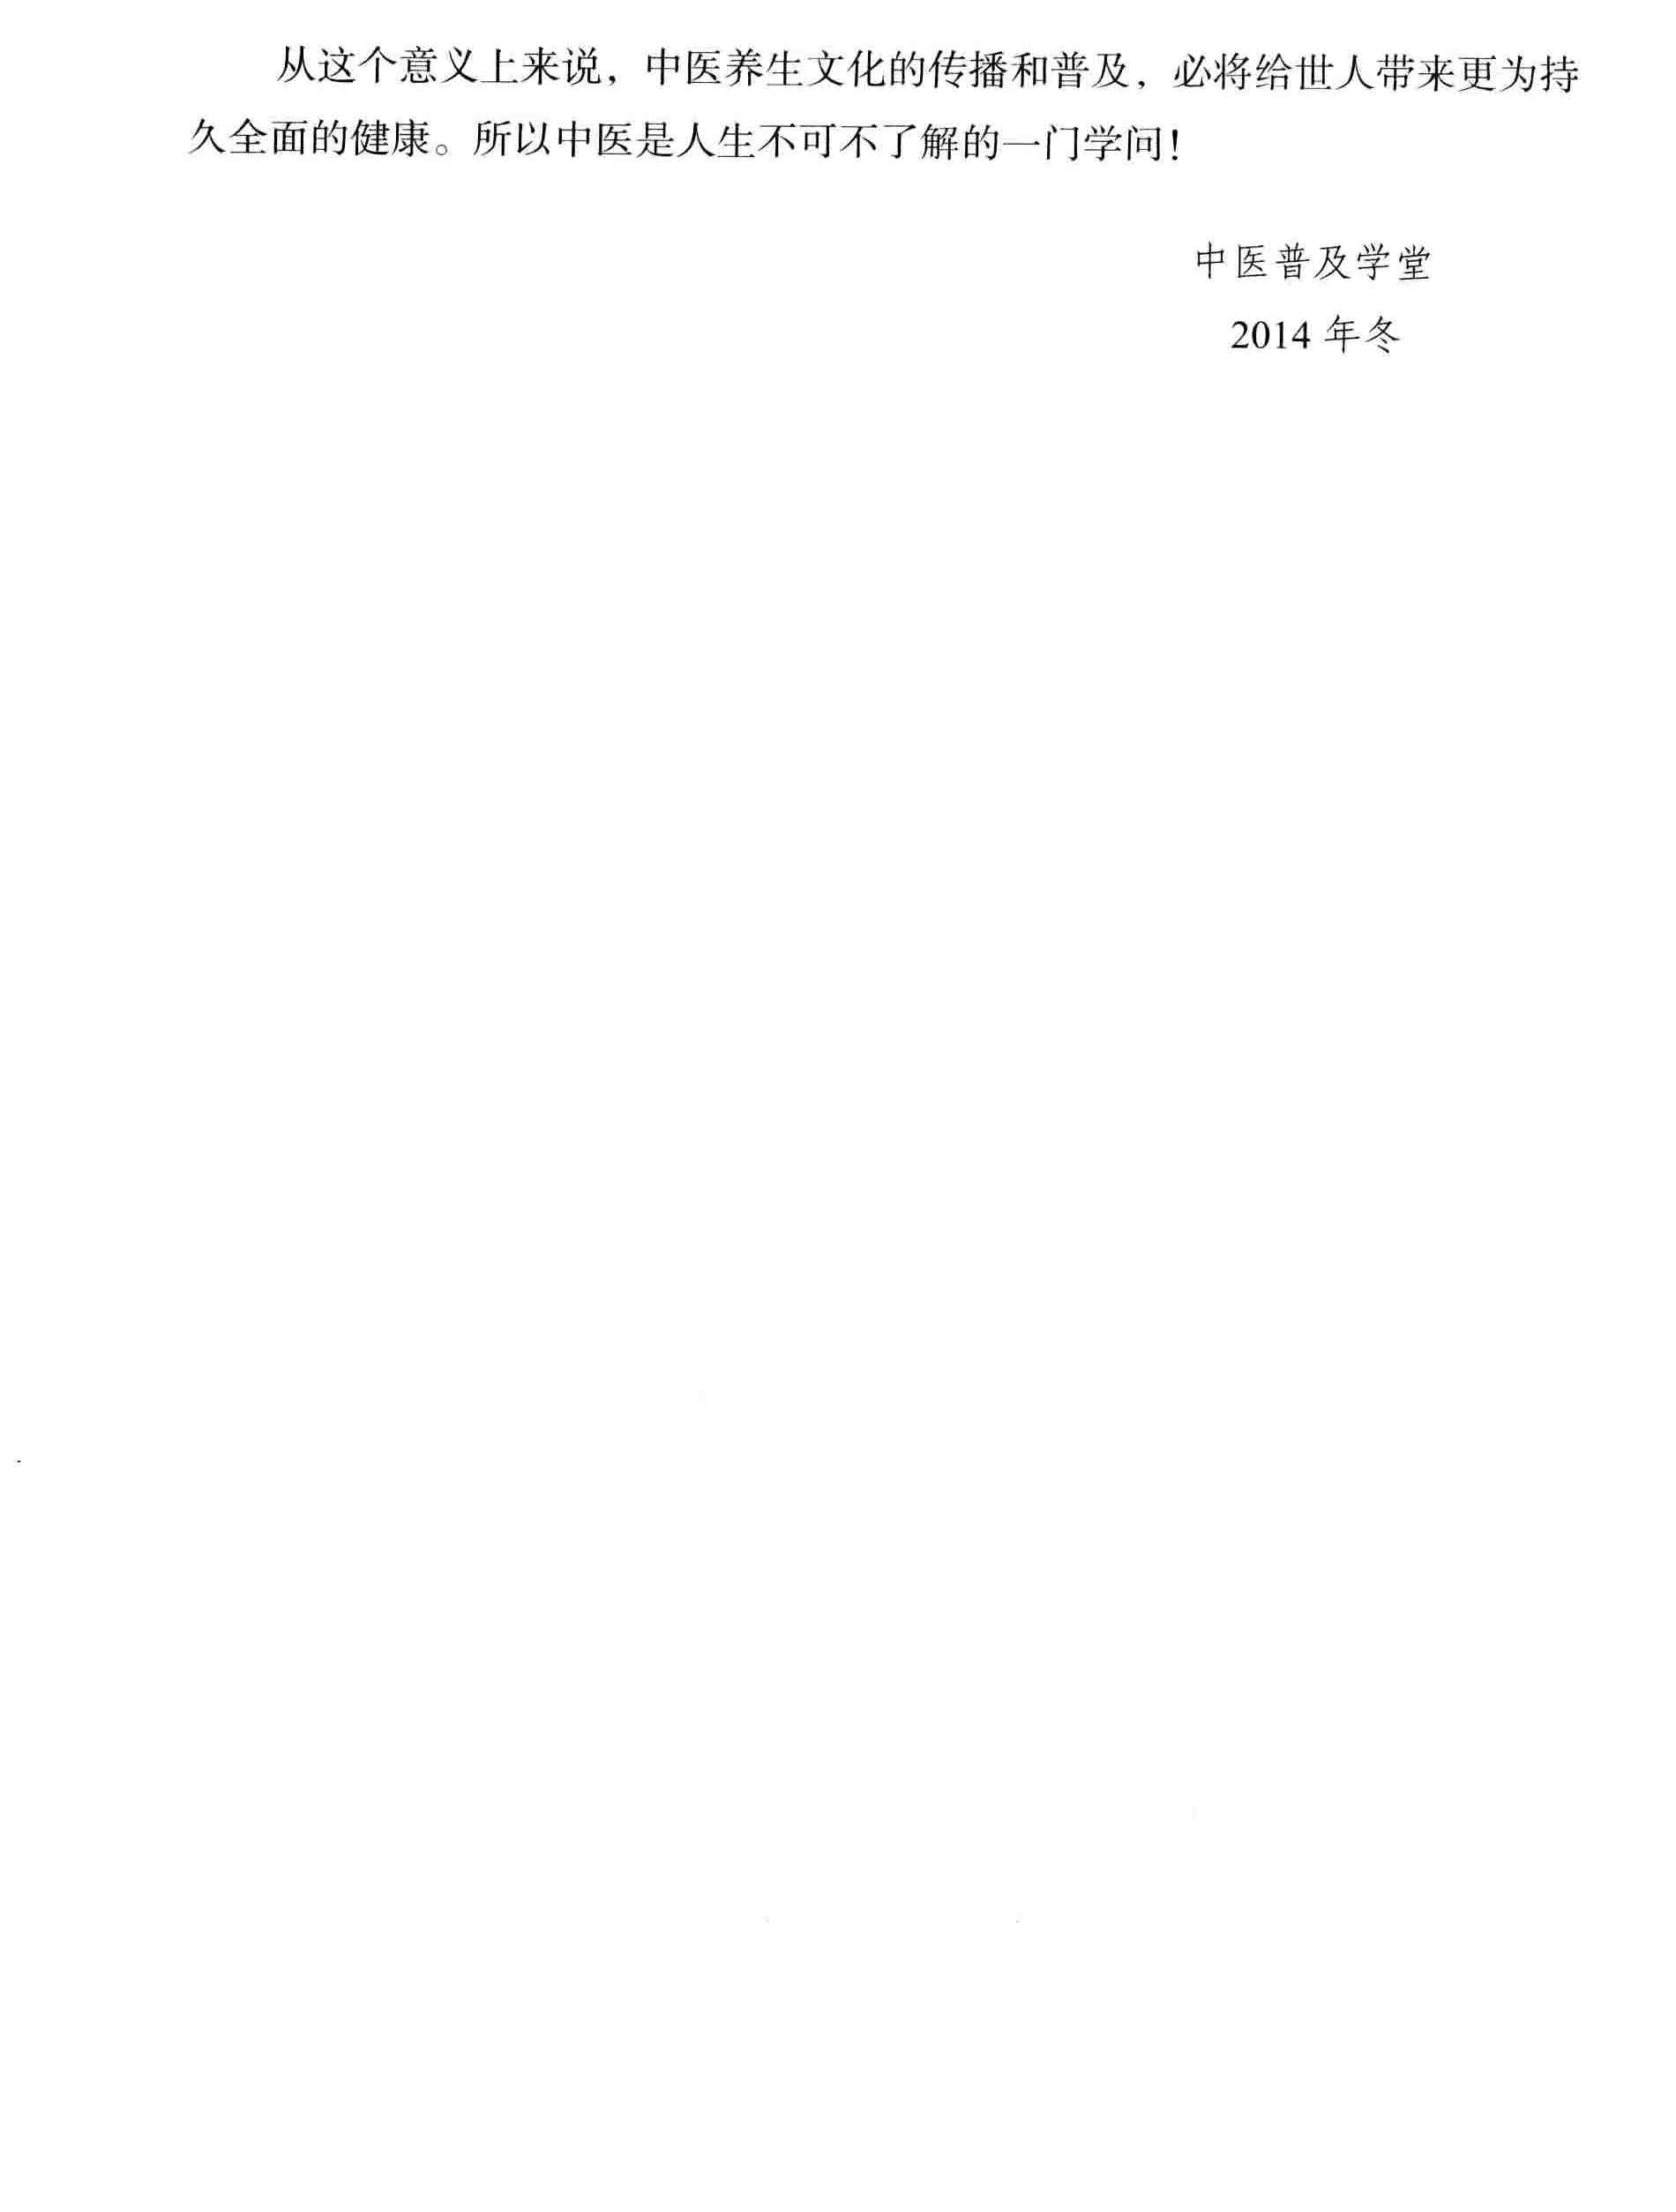 从这个意义上来说，中医养生文化的传播和普及，必将给世人带来更为持
久全面的健康。所以中医是人生不可不了解的一门学问！
中医普及学堂
2014 年冬